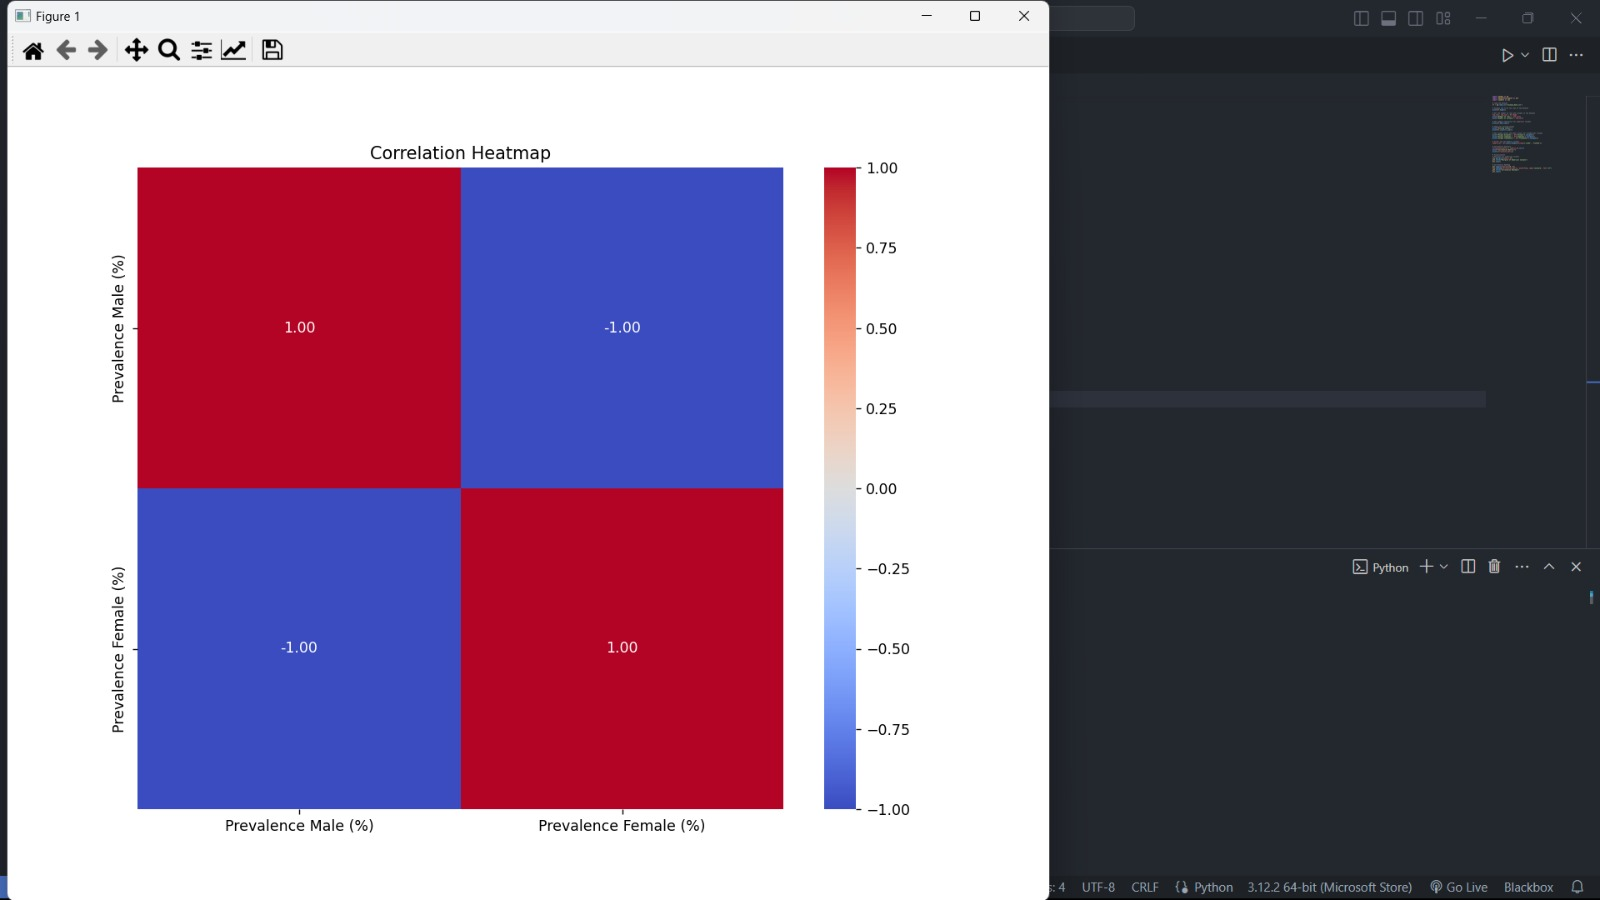 Figure 1
Correlation Heatmap
Prevalence Male (%)
Prevalence Female (%)
1.00
-1.00
-1.00
1.00
Prevalence Male (%)
Prevalence Female (%)
1.00
0.75
0.50
0.25
0.00
−0.25
−0.50
−0.75
−1.00
Python
: 4 UTF-8 CRLF Python 3.12.2 64-bit (Microsoft Store) Go Live Blackbox